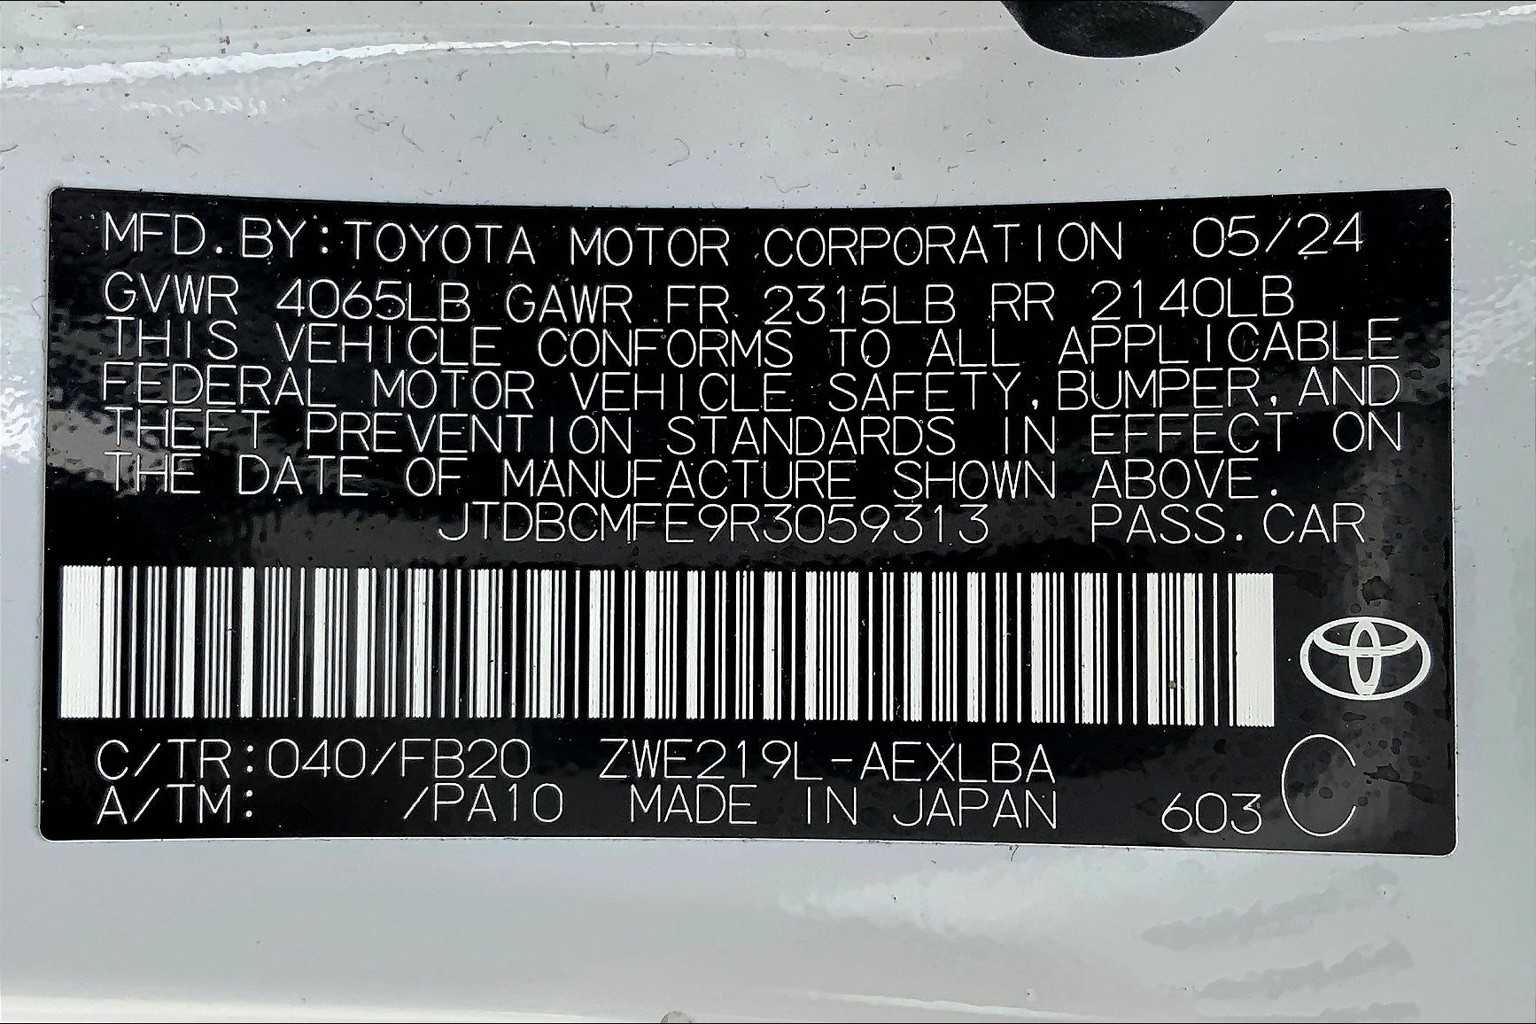 MFD. BY:TOYOTA MOTOR CORPORATION 05/24
GVWR 4065LB GAWR FR 2315LB RR 2140LB
THIS VEHICLE CONFORMS TO ALL APPLICABLE
FEDERAL MOTOR VEHICLE SAFETY, BUMPER, AND
THEFT PREVENTION STANDARDS IN EFFECT ON
THE DATE OF MANUFACTURE SHOWN ABOVE.
JTDBCMFE9R3059313 PASS. CAR
C/TR:040/FB20 ZWE219L-AEXLBA
A/TM: /PA10 MADE IN JAPAN 603 C